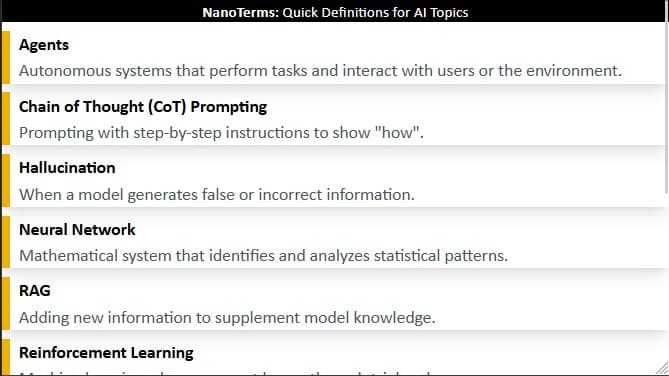 NanoTerms: Quick Definitions for AI Topics
Agents
Autonomous systems that perform tasks and interact with users or the environment.
Chain of Thought (CoT) Prompting
Prompting with step-by-step instructions to show "how".
Hallucination
When a model generates false or incorrect information.
Neural Network
Mathematical system that identifies and analyzes statistical patterns.
RAG
Adding new information to supplement model knowledge.
Reinforcement Learning